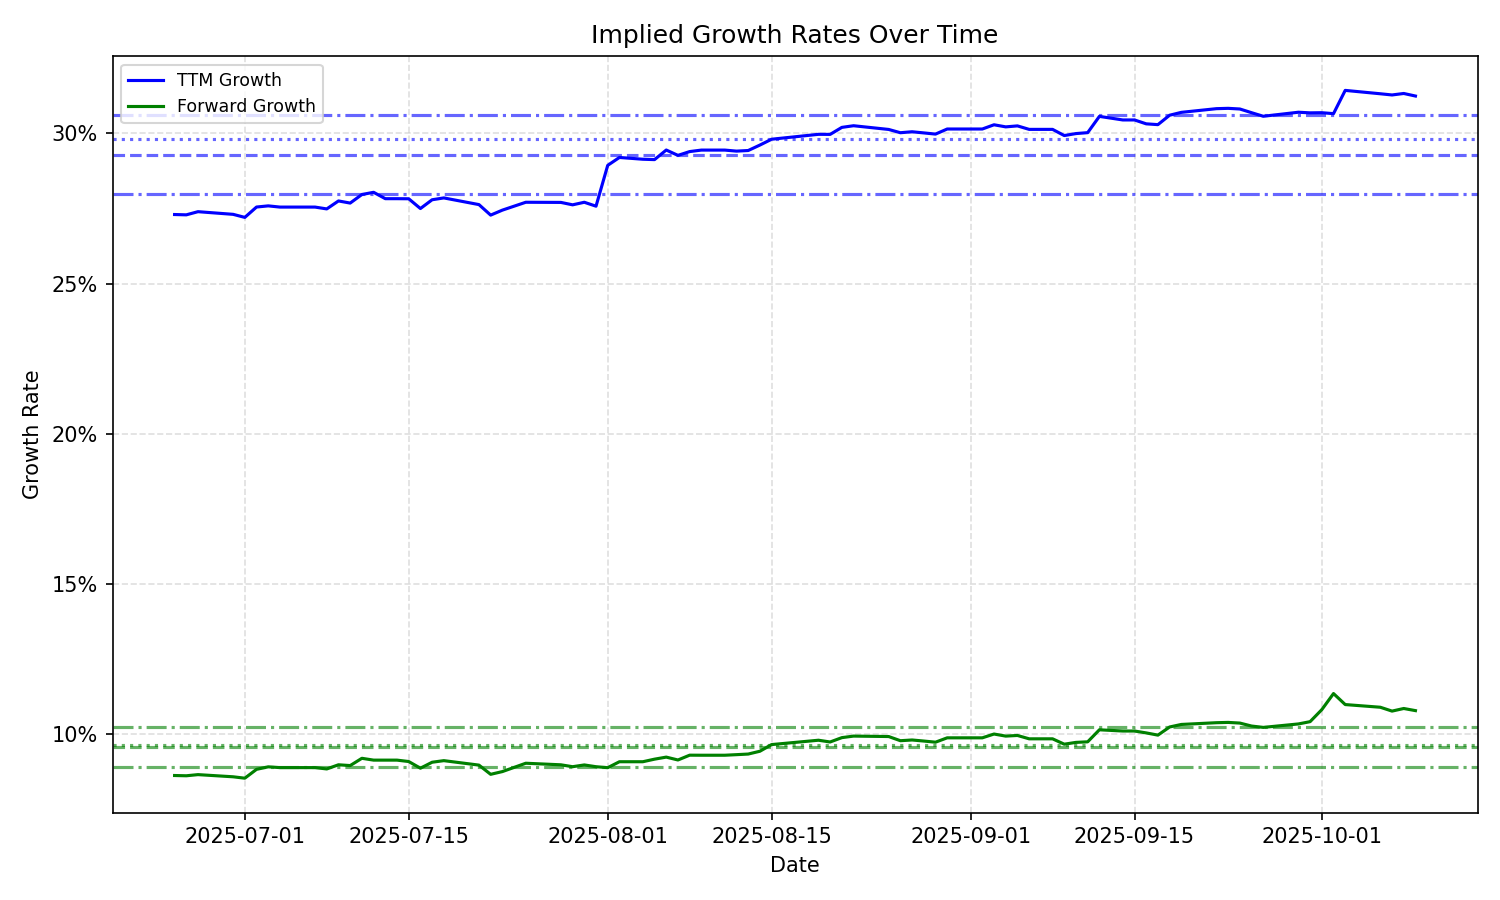 Implied Growth Rates Over Time
TTM Growth
Forward Growth
30%
25%
20%
15%
10%
Growth Rate
2025-07-01
2025-07-15
2025-08-01
2025-08-15
2025-09-01
2025-09-15
2025-10-01
Date